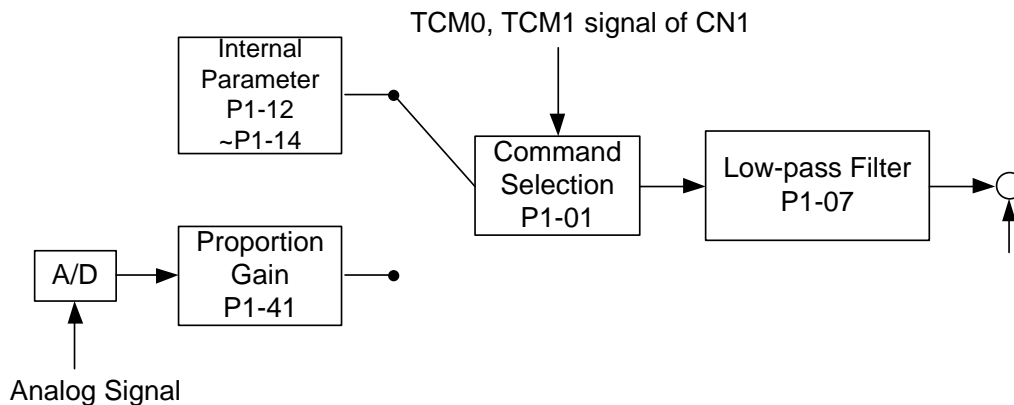 TCM0, TCM1 signal of CN1
Internal
Parameter
P1-12
~P1-14
Command
Selection
P1-01
Low-pass Filter
P1-07
A/D
Proportion
Gain
P1-41
Analog Signal